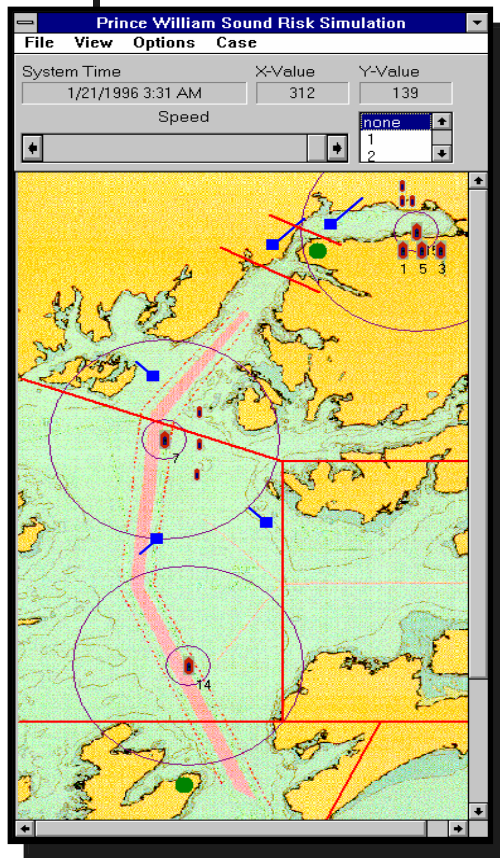 Prince William Sound Risk Simulation
File View Options Case
System Time X-Value Y-Value
1/21/1996 3:31 AM 312 139
Speed
none
1
2
1 5 3
7
14